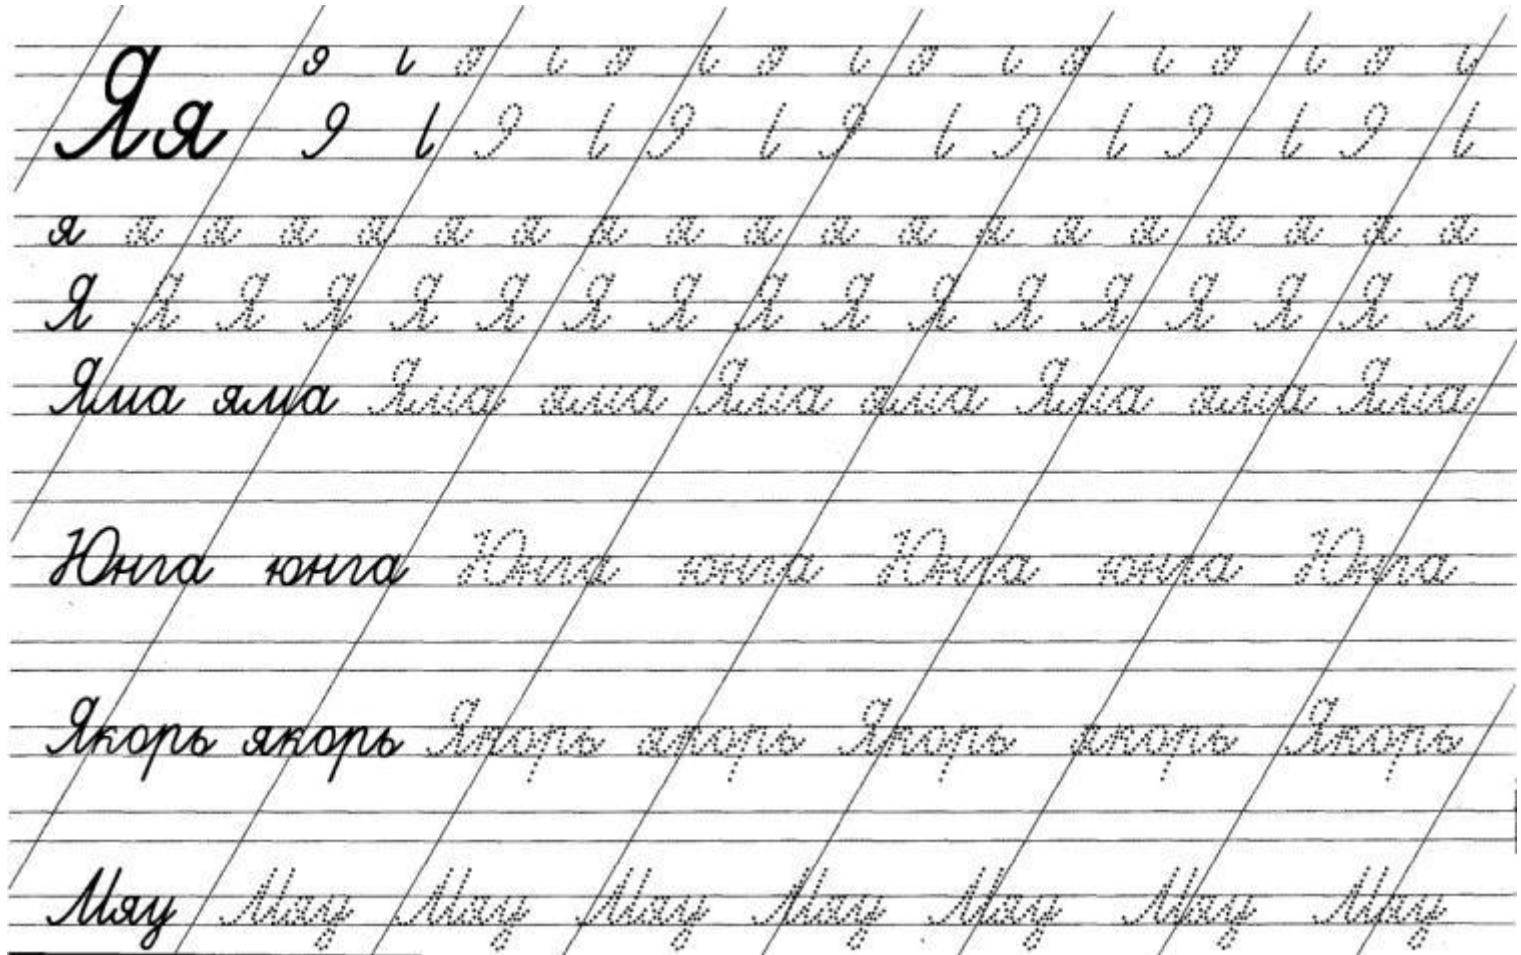 Яя
я я я я я я я я я я я я я я я я я я я
Я Я Я Я Я Я Я Я Я Я Я Я Я Я Я Я Я
Яма яма Яма яма Яма яма Яма яма Яма
Юнга юнга Юнга юнга Юнга юнга Юнга
Якорь якорь Якорь якорь Якорь якорь Якорь
Мяу Мяу Мяу Мяу Мяу Мяу Мяу Мяу